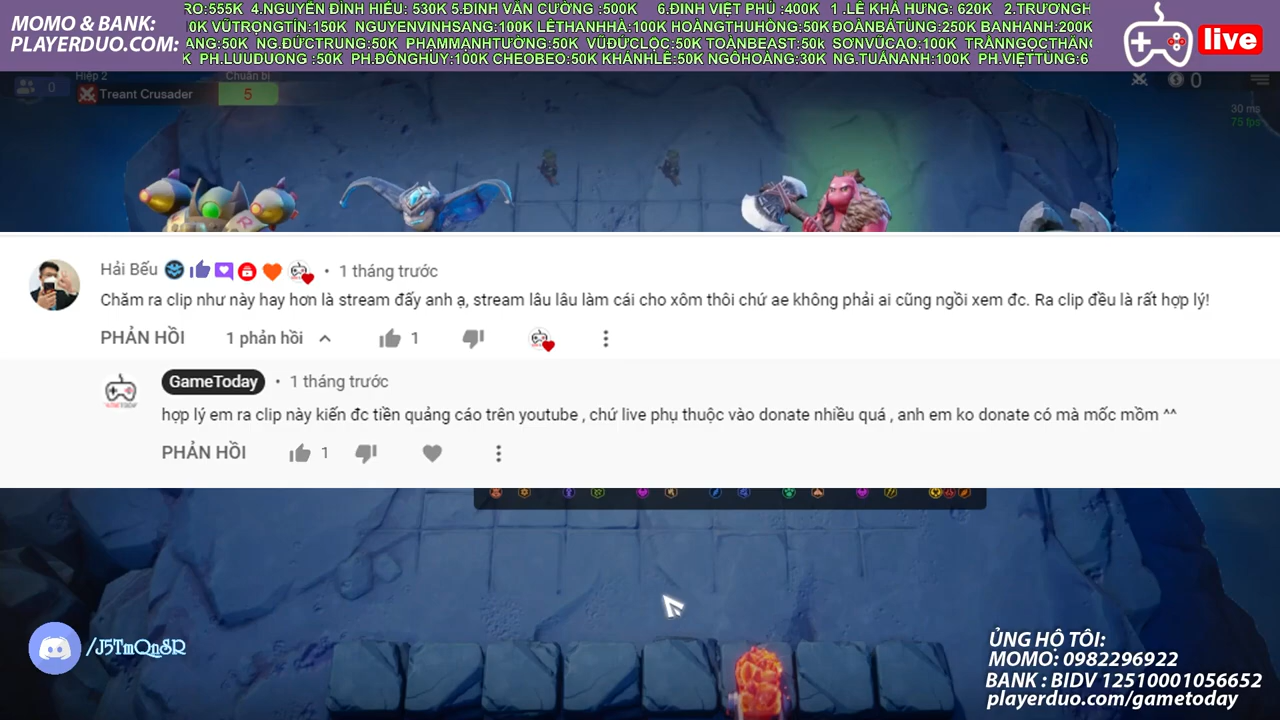 MOMO & BANK:
PLAYERDUO.COM:
RO:555K 4.NGUYỄN ĐÌNH HIẾU: 530K 5.ĐINH VĂN CƯỜNG :500K 6.ĐINH VIỆT PHÚ :400K 1 .LÊ KHẢ HƯNG: 620K 2.TRƯƠNGH
0K VŨTRỌNGTÍN:150K NGUYENVINHSANG:100K LÊTHANHHÀ:100K HOÀNGTHUHỒNG:50K ĐOÀNBÁTÙNG:250K BANHANH:200K
ANG:50K NG.ĐỨCTRUNG:50K PHẠMMẠNHTƯỜNG:50K VŨĐỨCLỘC:50K TOÀNBEAST:50k SƠNVŨCAO:100K TRẦNNGỌCTHẮNG
K PH.LUUDUONG :50K PH.ĐÔNGHUY:100K CHEOBEO:50K KHÁNHLÊ:50K NGÔHOÀNG:30K NG.TUẤNANH:100K PH.VIỆTTUNG:6
live
0
Hiệp 2
Treant Crusader
Chuẩn bị
5
0
30 ms
75 fps
Hải Bếu • 1 tháng trước
Chăm ra clip như này hay hơn là stream đấy anh ạ, stream lâu lâu làm cái cho xôm thôi chứ ae không phải ai cũng ngồi xem đc. Ra clip đều là rất hợp lý!
PHẢN HỒI 1 phản hồi 1
GameToday • 1 tháng trước
hợp lý em ra clip này kiến đc tiền quảng cáo trên youtube , chứ live phụ thuộc vào donate nhiều quá , anh em ko donate có mà mốc mồm ^^
PHẢN HỒI 1
/J5TmQnSR
ỦNG HỘ TÔI:
MOMO: 0982296922
BANK : BIDV 12510001056652
playerduo.com/gametoday